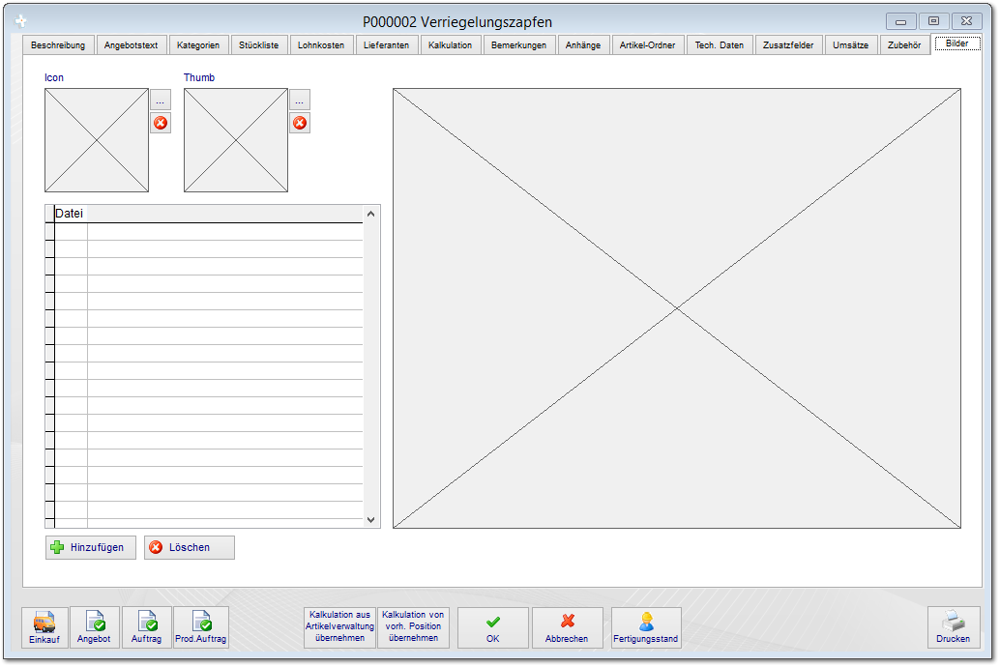 P000002 Verriegelungszapfen
Beschreibung Angebotstext Kategorien Stückliste Lohnkosten Lieferanten Kalkulation Bemerkungen Anhänge Artikel-Ordner Tech. Daten Zusatzfelder Umsätze Zubehör Bilder
Icon Thumb
... ...
Datei
Hinzufügen Löschen
Einkauf Angebot Auftrag Prod.Auftrag
Kalkulation aus
Artikelverwaltung
übernehmen
Kalkulation von
vorh. Position
übernehmen
OK Abbrechen Fertigungsstand Drucken